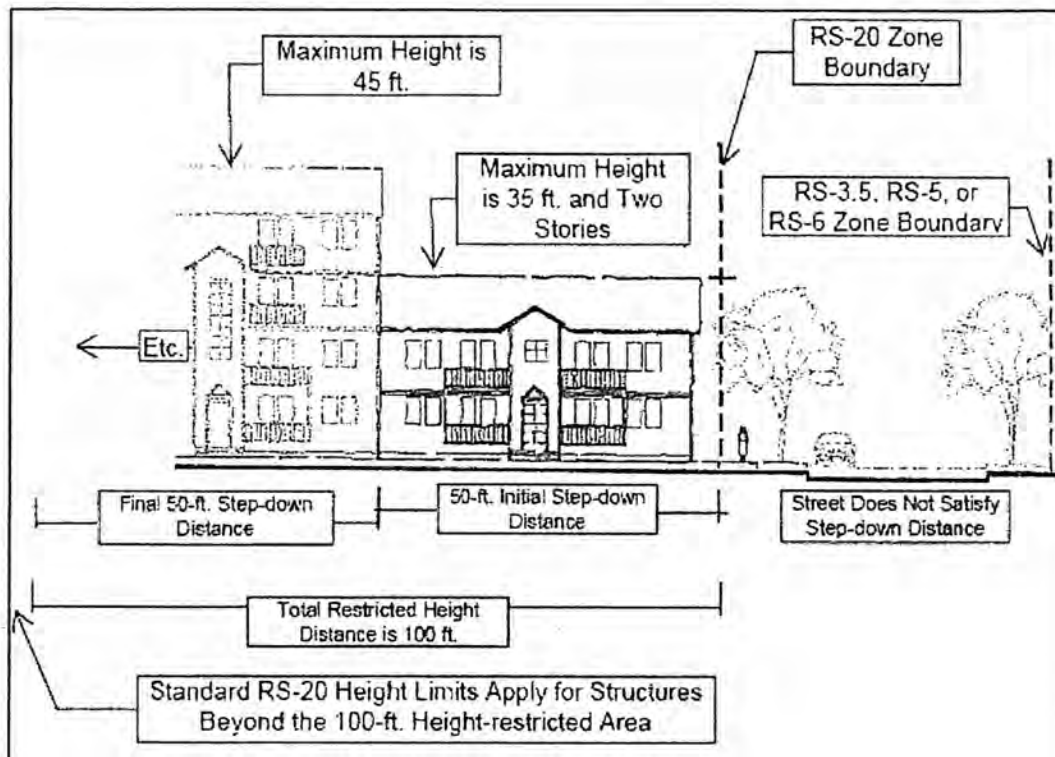 Maximum Height is
45 ft.
RS-20 Zone
Boundary
Maximum Height
is 35 ft. and Two
Stories
RS-3.5, RS-5, or
RS-6 Zone Boundary
Etc.
Final 50-ft. Step-down
Distance
50-ft. Initial Step-down
Distance
Street Does Not Satisfy
Step-down Distance
Total Restricted Height
Distance is 100 ft.
Standard RS-20 Height Limits Apply for Structures
Beyond the 100-ft. Height-restricted Area